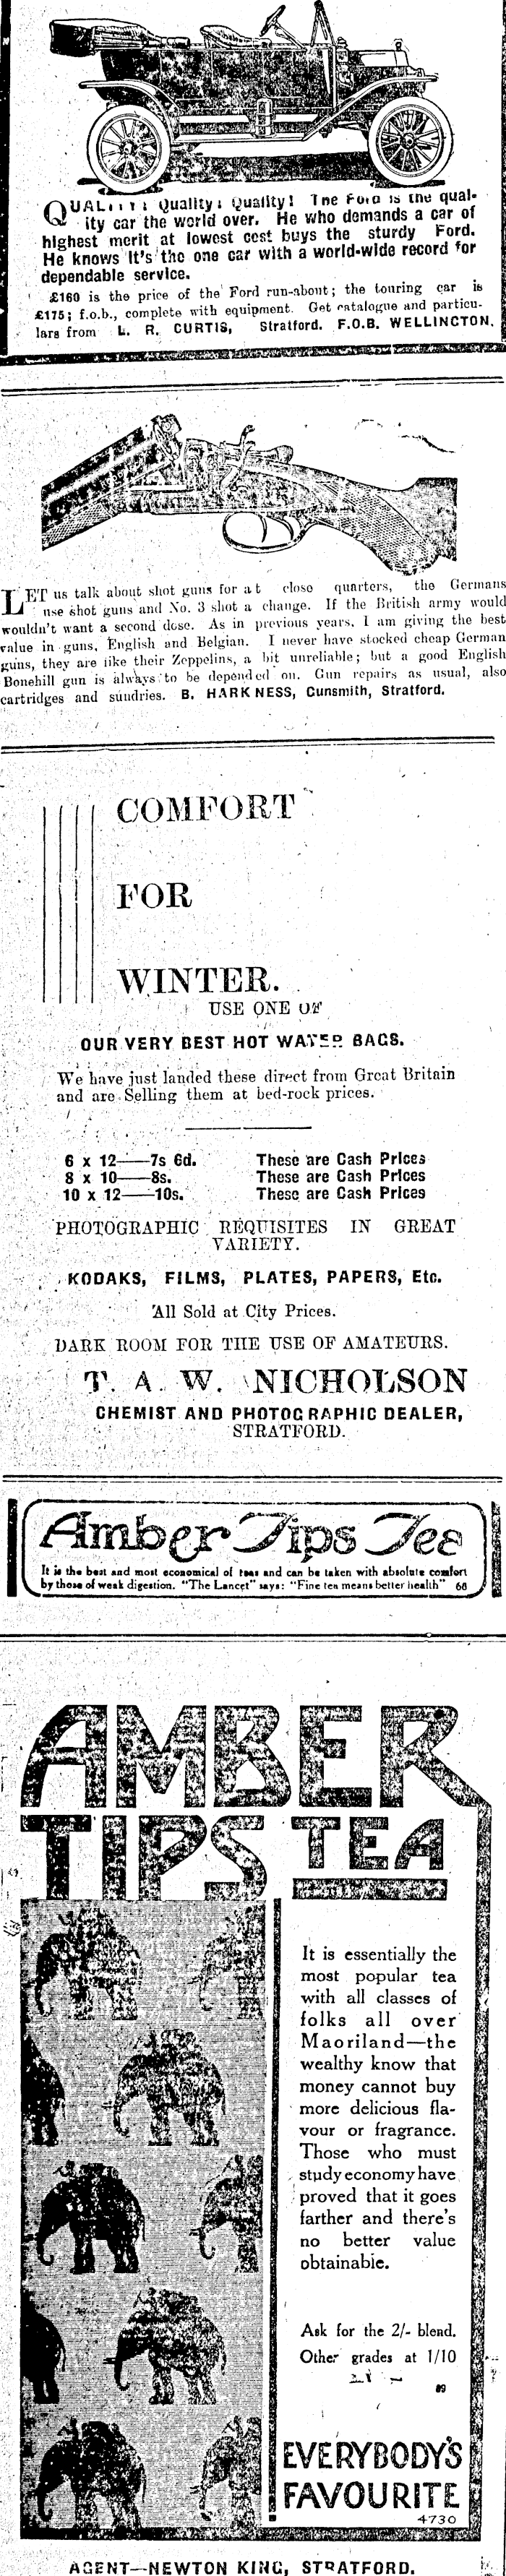 QUALITY! Quality! Quality! The Ford is the qual-
ity car the world over. He who demands a car of
highest merit at lowest cost buys the sturdy Ford.
He knows it's the one car with a world-wide record for
dependable service.
£160 is the price of the Ford run-about; the touring car is
£175; f.o.b., complete with equipment. Get catalogue and particu-
lars from L. R. CURTIS, Stratford. F.O.B. WELLINGTON.
LET us talk about shot guns for at close quarters, the Germans
use shot guns and No. 3 shot a change. If the British army would
wouldn't want a second dose. As in previous years, I am giving the best
value in guns, English and Belgian. I never have stocked cheap German
guns, they are like their Zeppelins, a bit unreliable; but a good English
Bonehill gun is always to be depended on. Gun repairs as usual, also
cartridges and sundries. B. HARKNESS, Gunsmith, Stratford.
COMFORT
FOR
WINTER.
USE ONE OF
OUR VERY BEST HOT WATER BAGS.
We have just landed these direct from Great Britain
and are Selling them at bed-rock prices.
6 x 12—7s 6d. These are Cash Prices
8 x 10—8s. These are Cash Prices
10 x 12—10s. These are Cash Prices
PHOTOGRAPHIC REQUISITES IN GREAT
VARIETY.
KODAKS, FILMS, PLATES, PAPERS, Etc.
All Sold at City Prices.
DARK ROOM FOR THE USE OF AMATEURS.
T. A. W. NICHOLSON
CHEMIST AND PHOTOGRAPHIC DEALER,
STRATFORD.
Amber Tips Tea
It is the best and most economical of teas and can be taken with absolute comfort
by those of weak digestion. "The Lancet" says: "Fine tea means better health" 68
AMBER
TIPS TEA
It is essentially the
most popular tea
with all classes of
folks all over
Maoriland—the
wealthy know that
money cannot buy
more delicious fla-
vour or fragrance.
Those who must
study economy have
proved that it goes
farther and there's
no better value
obtainable.
Ask for the 2/- blend.
Other grades at 1/10
89
EVERYBODY'S
FAVOURITE
4730
AGENT—NEWTON KING, STRATFORD.